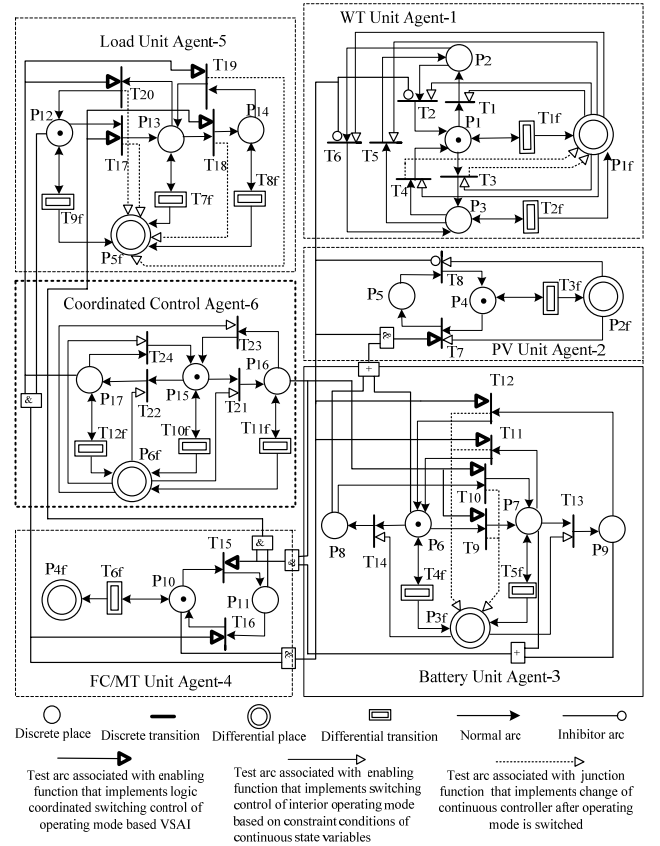 Load Unit Agent-5
T19
T20
P12
P13
P14
T17
T18
T9f
T7f
T8f
P5f
WT Unit Agent-1
P2
T2
T1
P1
T1f
T6
T5
P1f
T4
T3
P3
T2f
T8
P5
P4
T3f
P2f
T7
PV Unit Agent-2
&
+
Coordinated Control Agent-6
T23
T24
P16
P17
P15
T22
T21
T12f
P6f
T10f
T11f
&
T12
T11
T10
P7
T13
P8
P6
T9
P9
T14
T4f
T5f
P3f
+
Battery Unit Agent-3
&
T15
&
P4f
T6f
P10
P11
T16
&
FC/MT Unit Agent-4
Discrete place
Discrete transition
Differential place
Differential transition
Normal arc
Inhibitor arc
Test arc associated with enabling
function that implements logic
coordinated switching control of
operating mode based VSAI
Test arc associated with enabling
function that implements switching
control of interior operating mode
based on constraint conditions of
continuous state variables
Test arc associated with junction
function that implements change of
continuous controller after operating
mode is switched